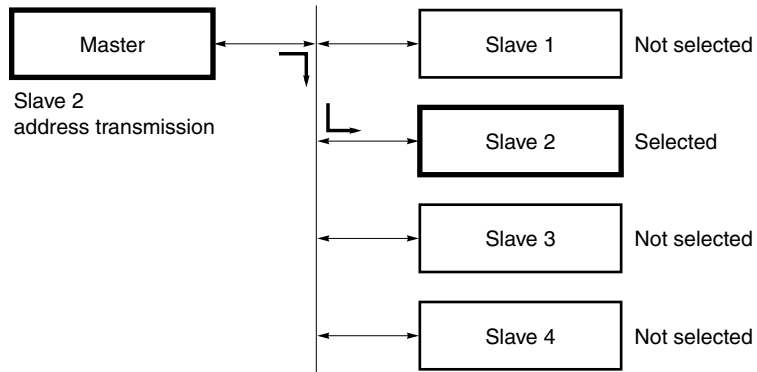 Master
Slave 2
address transmission
Slave 1
Not selected
Slave 2
Selected
Slave 3
Not selected
Slave 4
Not selected